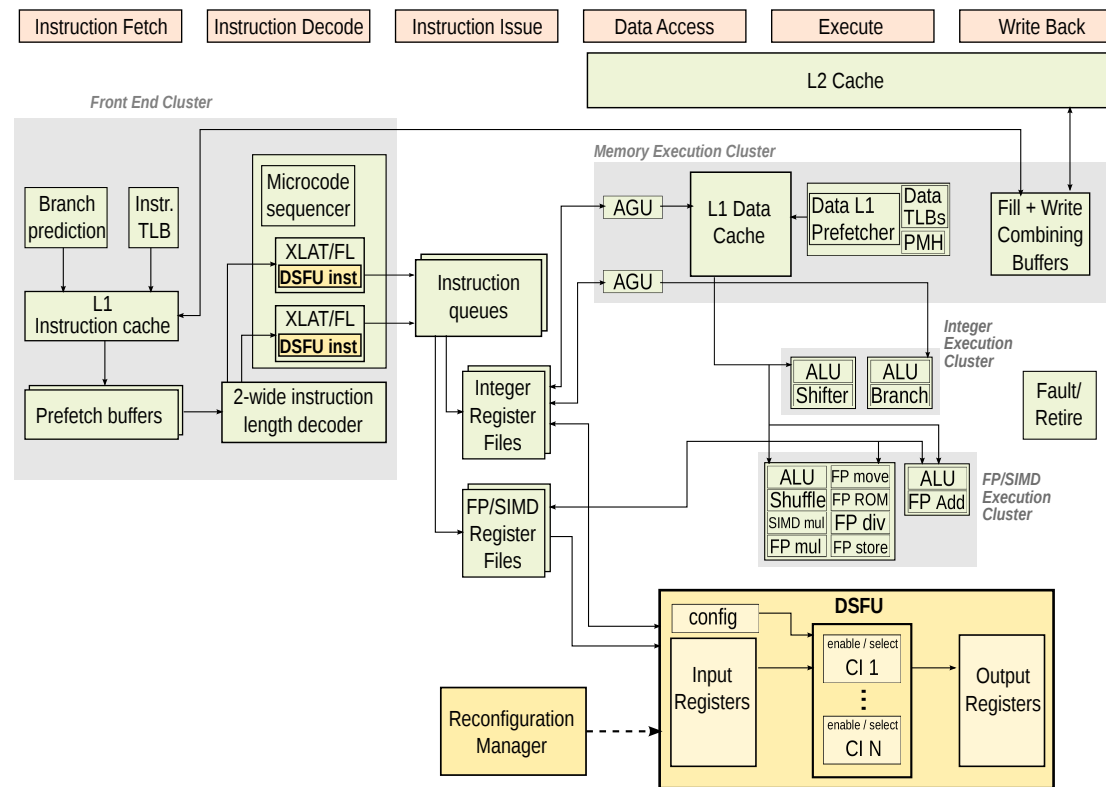 Instruction Fetch
Instruction Decode
Instruction Issue
Data Access
Execute
Write Back
L2 Cache
Front End Cluster
Memory Execution Cluster
Branch
prediction
Instr.
TLB
Microcode
sequencer
XLAT/FL
DSFU inst
XLAT/FL
DSFU inst
L1
Instruction cache
Prefetch buffers
2-wide instruction
length decoder
Instruction
queues
AGU
AGU
L1 Data
Cache
Data L1
Prefetcher
Data
TLBs
PMH
Fill + Write
Combining
Buffers
Integer
Execution
Cluster
ALU
Shifter
ALU
Branch
Fault/
Retire
Integer
Register
Files
FP/SIMD
Register
Files
ALU
Shuffle
SIMD mul
FP mul
FP move
FP ROM
FP div
FP store
ALU
FP Add
FP/SIMD
Execution
Cluster
DSFU
config
Input
Registers
enable / select
CI 1
enable / select
CI N
Output
Registers
Reconfiguration
Manager